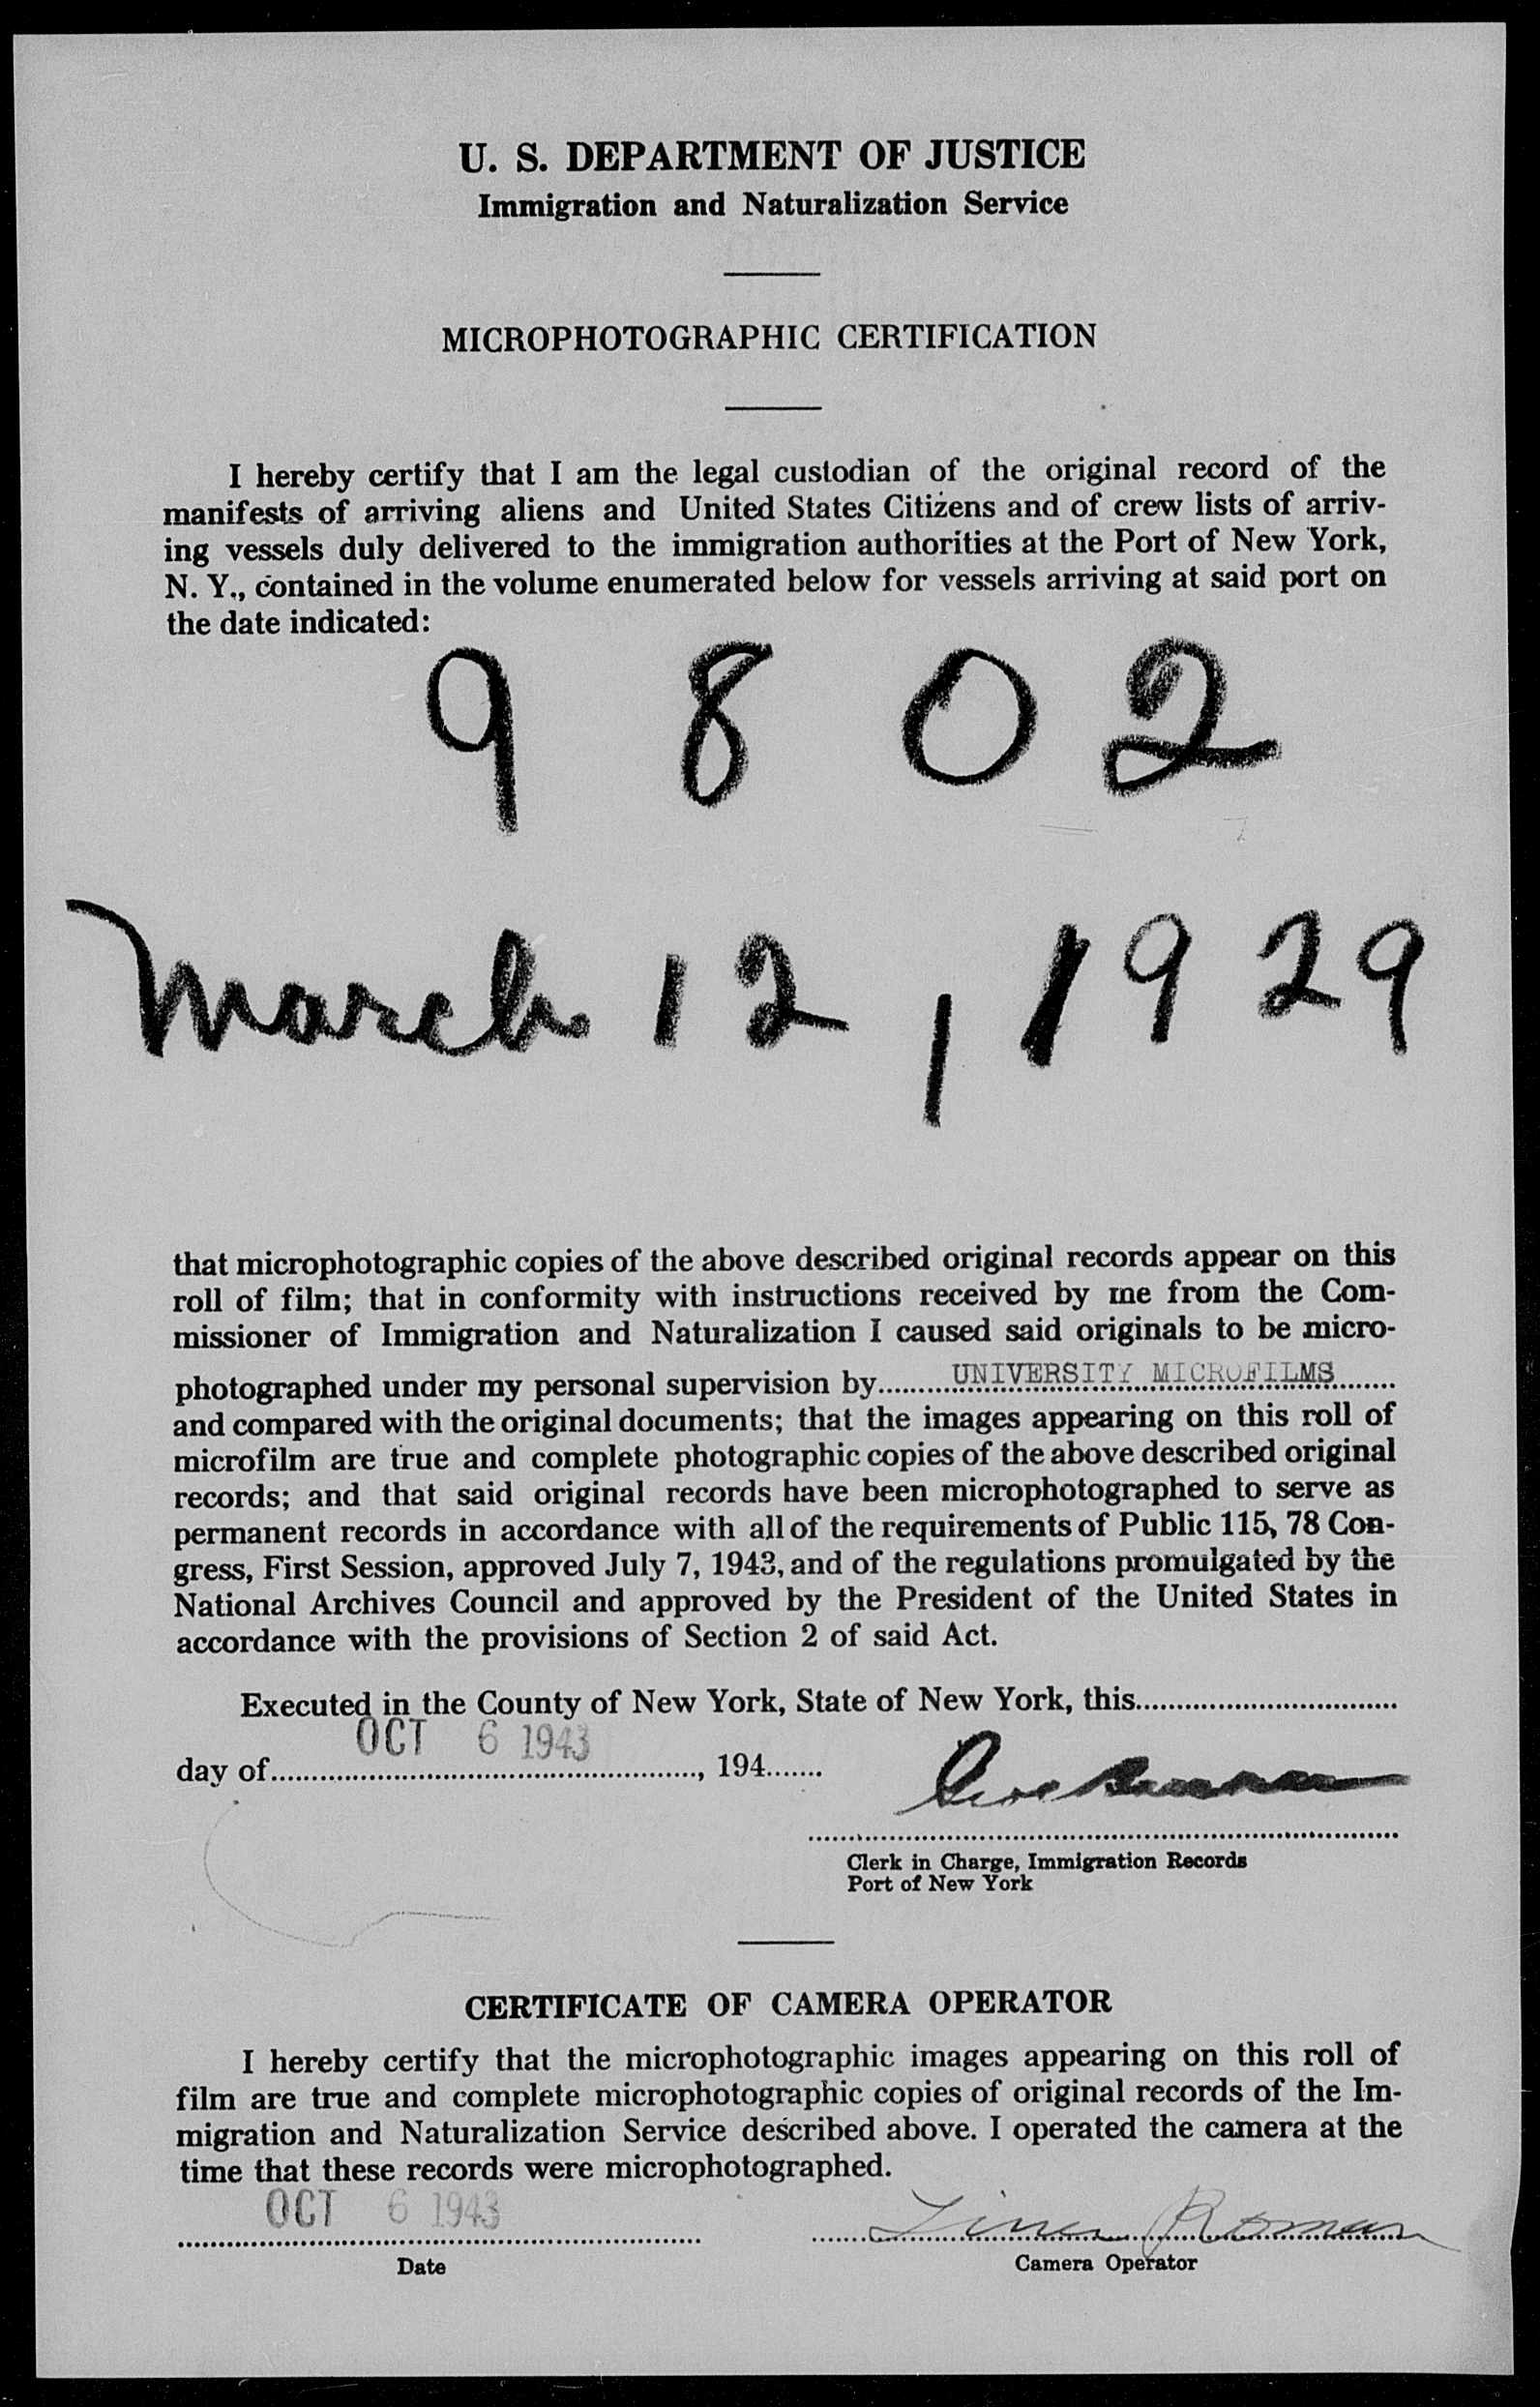 U. S. DEPARTMENT OF JUSTICE
Immigration and Naturalization Service
MICROPHOTOGRAPHIC CERTIFICATION
I hereby certify that I am the legal custodian of the original record of the
manifests of arriving aliens and United States Citizens and of crew lists of arriv-
ing vessels duly delivered to the immigration authorities at the Port of New York,
N. Y., contained in the volume enumerated below for vessels arriving at said port on
the date indicated:
9802
March 12, 1929
that microphotographic copies of the above described original records appear on this
roll of film; that in conformity with instructions received by me from the Com-
missioner of Immigration and Naturalization I caused said originals to be micro-
photographed under my personal supervision by UNIVERSITY MICROFILMS
and compared with the original documents; that the images appearing on this roll of
microfilm are true and complete photographic copies of the above described original
records; and that said original records have been microphotographed to serve as
permanent records in accordance with all of the requirements of Public 115, 78 Con-
gress, First Session, approved July 7, 1943, and of the regulations promulgated by the
National Archives Council and approved by the President of the United States in
accordance with the provisions of Section 2 of said Act.
Executed in the County of New York, State of New York, this
OCT 6 1943
day of, 194
Clerk in Charge, Immigration Records
Port of New York
CERTIFICATE OF CAMERA OPERATOR
I hereby certify that the microphotographic images appearing on this roll of
film are true and complete microphotographic copies of original records of the Im-
migration and Naturalization Service described above. I operated the camera at the
time that these records were microphotographed.
OCT 6 1943 Roman
Date Camera Operator